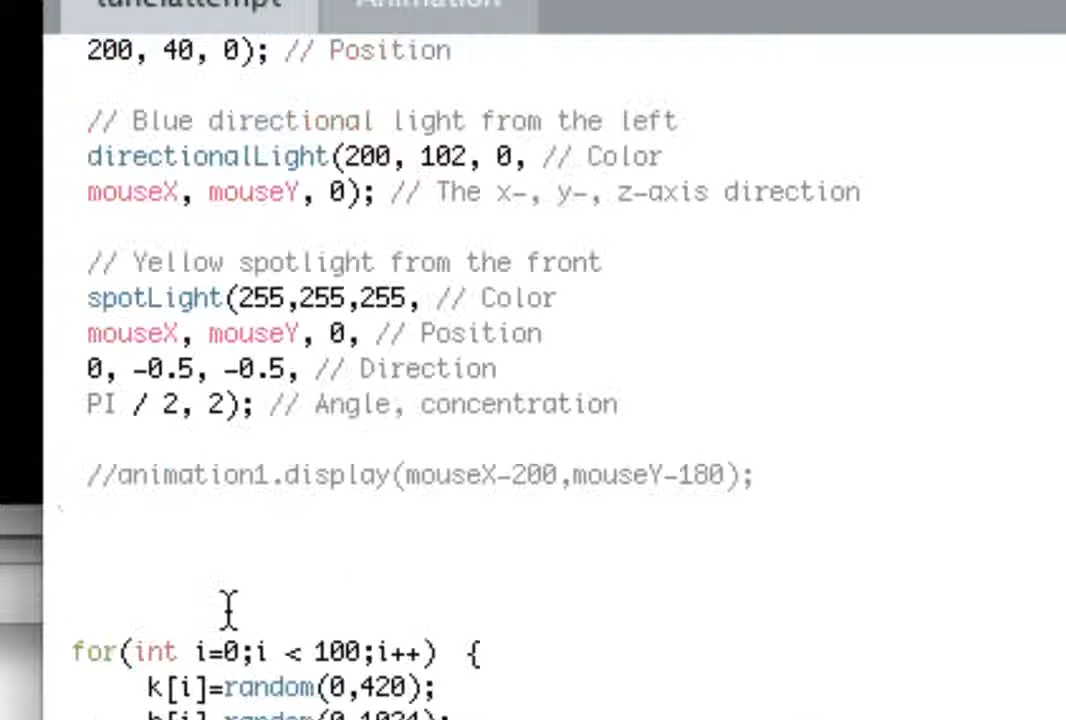 Animation
200, 40, 0); // Position
// Blue directional light from the left
directionalLight(200, 102, 0, // Color
mouseX, mouseY, 0); // The x-, y-, z-axis direction
// Yellow spotlight from the front
spotLight(255,255,255, // Color
mouseX, mouseY, 0, // Position
0, -0.5, -0.5, // Direction
PI / 2, 2); // Angle, concentration
//animation1.display(mouseX-200,mouseY-180);
for(int i=0;i < 100;i++)  {
k[i]=random(0,420);